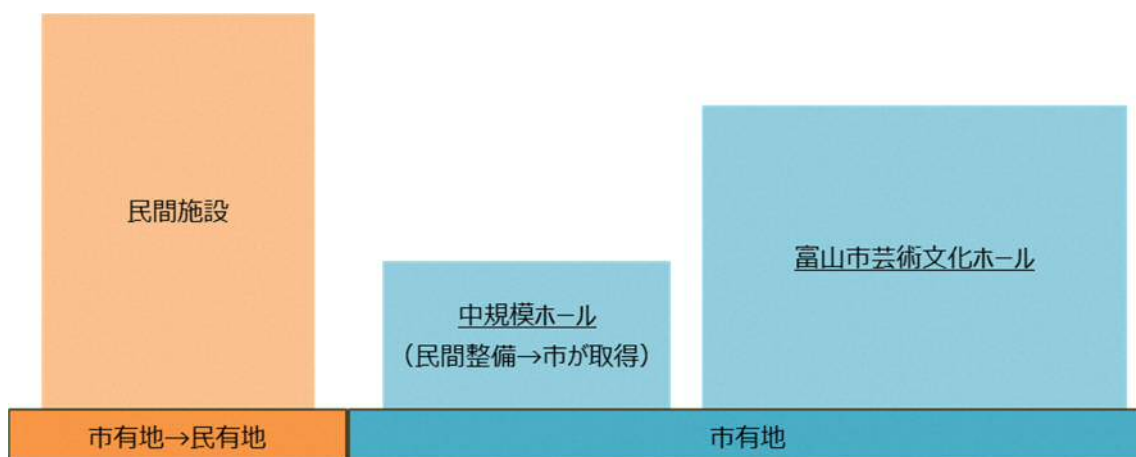 民間施設
中規模ホール
（民間整備→市が取得）
富山市芸術文化ホール
市有地→民有地
市有地